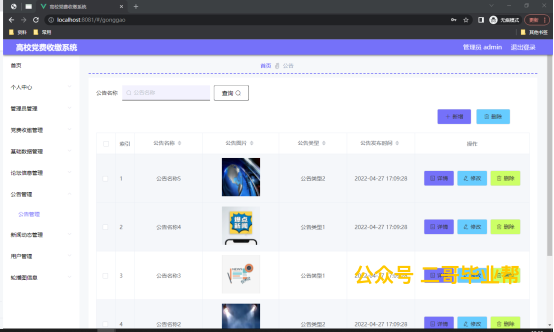 高校党费收缴系统
localhost:8081/#/gonggao
无痕模式
更新
资料
常用
其他书签
高校党费收缴系统
管理员 admin
退出登录
首页
个人中心
管理员管理
党费收缴管理
基础数据管理
论坛信息管理
公告管理
公告管理
新闻动态管理
用户管理
轮播图信息
首页 公告
公告名称 公告名称 查询
+ 新增 删除
索引 公告名称 公告图片 公告类型 公告发布时间 操作
1 公告名称5 公告类型2 2022-04-27 17:09:28 详情 修改 删除
2 公告名称4 公告类型1 2022-04-27 17:09:28 详情 修改 删除
3 公告名称3 公告类型1
公众号 二哥毕业帮
4 公告名称2 公告类型2 2022-04-27 17:09:28 详情 修改 删除